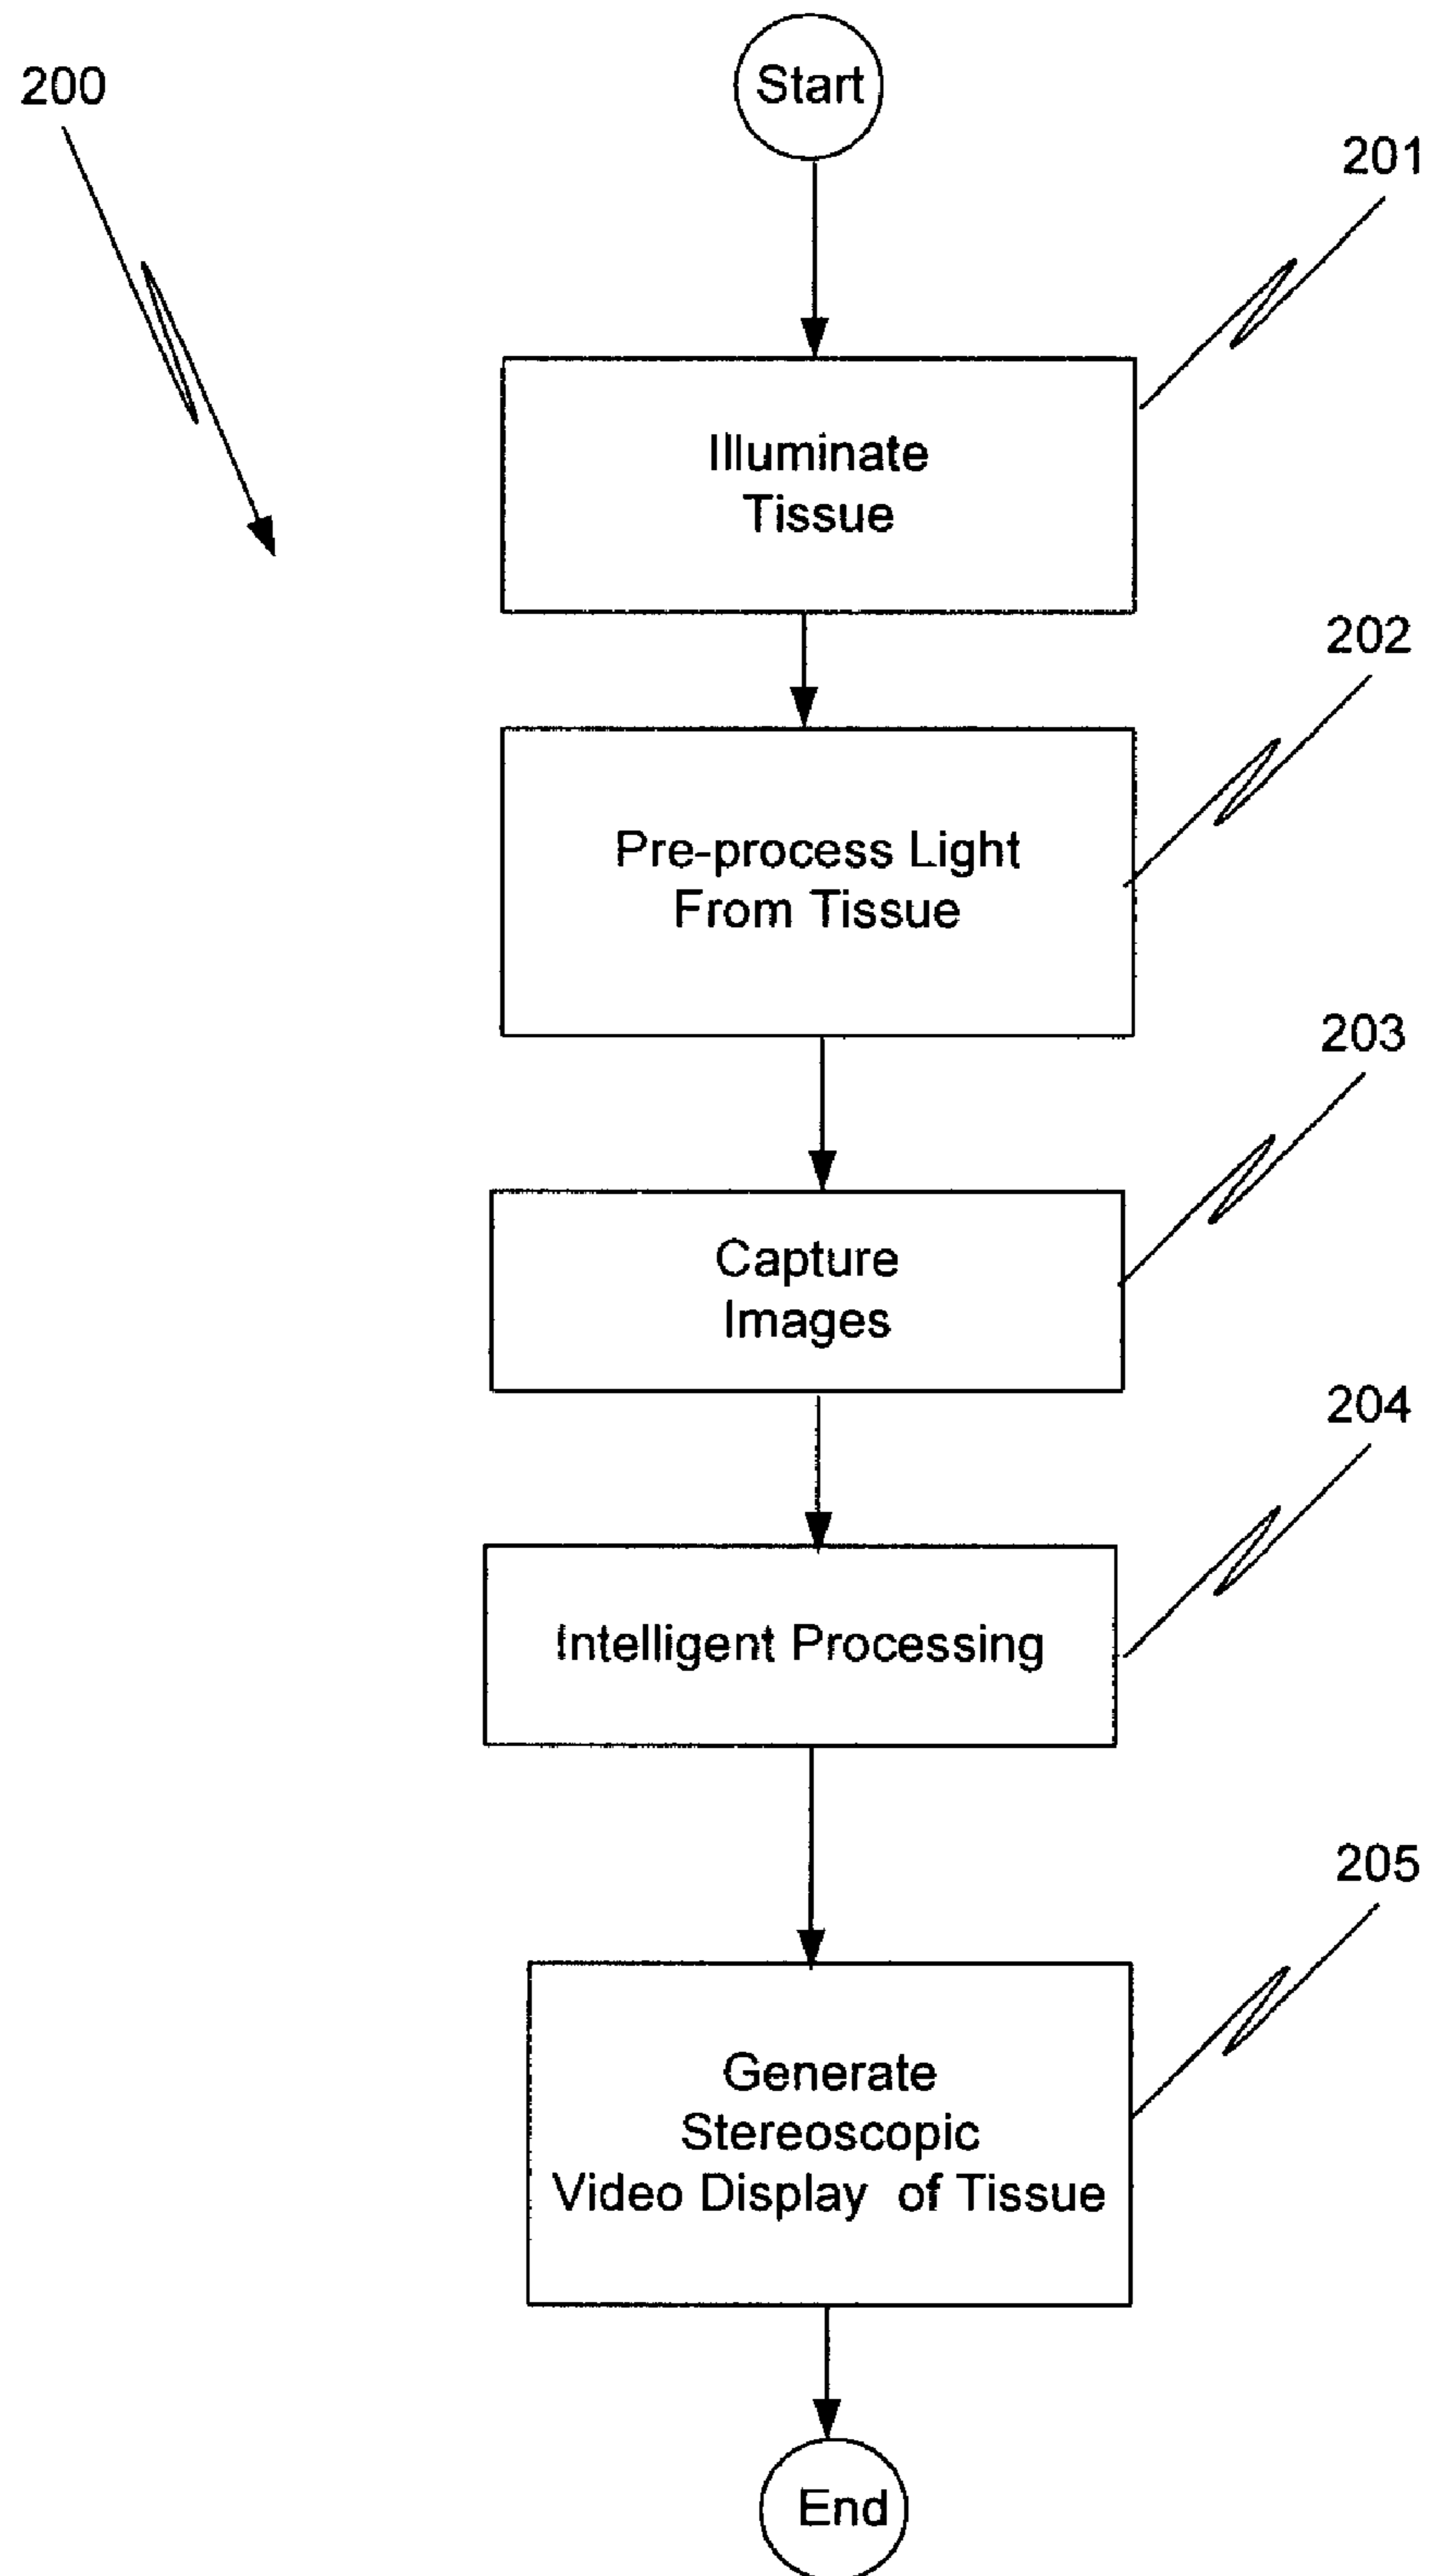 Start
200
201
Illuminate
Tissue
202
Pre-process Light
From Tissue
203
Capture
Images
204
Intelligent Processing
205
Generate
Stereoscopic
Video Display of Tissue
End